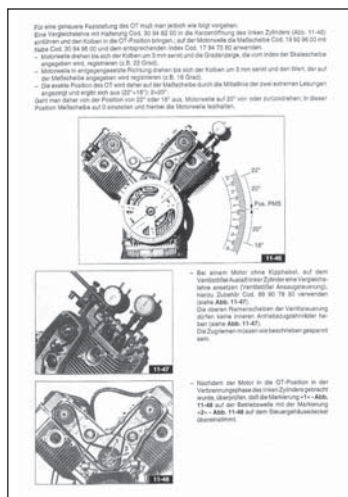 Für eine genauere Feststellung des OT muß man jedoch wie folgt vorgehen:
Eine Vergleichslehre mit Halterung Cod. 30 94 82 00 in die Kerzenöffnung des linken Zylinders (Abb. 11-46)
einführen und den Kolben in die OT-Position bringen; auf der Motorwelle die Meßscheibe Cod. 19 92 96 00 mit
Nabe Cod. 30 94 96 00 und dem entsprechenden Index Cod. 17 94 75 60 anwenden.
– Motorwelle drehen bis sich der Kolben um 3 mm senkt und die Gradanzeige, die vom Index der Skalascheibe
angegeben wird, registrieren (z.B. 22 Grad).
– Motorwelle in entgegengesetzte Richtung drehen bis sich der Kolben um 3 mm senkt und den Wert, der auf
der Meßscheibe angegeben wird registrieren (z.B. 18 Grad).
– Die exakte Position des OT wird daher auf der Meßscheibe durch die Mittellinie der zwei extremen Lesungen
angezeigt und ergibt sich aus (22°+18°): 2=20°.
Geht man daher von der Position von 22° oder 18° aus, Motorwelle auf 20° vor- oder zurückdrehen; in dieser
Position Meßscheibe auf 0 einstellen und hierbei die Motorwelle festhalten.
22°
20°
Pos. PMS
20°
18°
11-46
– Bei einem Motor ohne Kipphebel, auf dem
Ventilstößel Auslaß linker Zylinder eine Vergleichs-
lehre ansetzen (Ventilstößel Ansaugsteuerung),
hierzu Zubehör Cod. 69 90 78 50 verwenden
(siehe Abb. 11-47).
Die oberen Riemenscheiben der Ventilsteuerung
dürfen keine inneren Antriebszugzahnräder ha-
ben (siehe Abb. 11-47).
Die Zugriemen müssen wie beschrieben gespannt
sein.
11-47
– Nachdem der Motor in die OT-Position in der
Verbrennungsphase des linken Zylinders gebracht
wurde, überprüfen, daß die Markierung «1» - Abb.
11-48 auf der Betriebswelle mit der Markierung
«2» - Abb. 11-48 auf dem Steuergehäusedeckel
übereinstimmt.
11-48